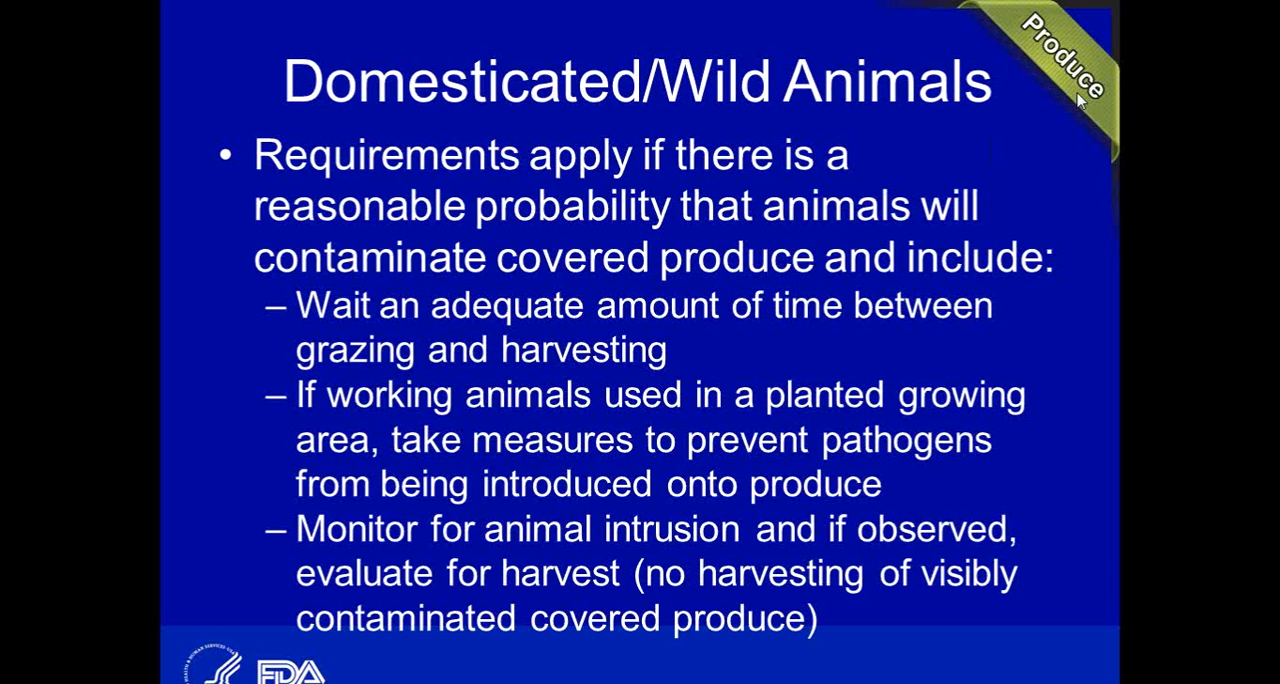 Produce
Domesticated/Wild Animals
• Requirements apply if there is a
reasonable probability that animals will
contaminate covered produce and include:
– Wait an adequate amount of time between
grazing and harvesting
– If working animals used in a planted growing
area, take measures to prevent pathogens
from being introduced onto produce
– Monitor for animal intrusion and if observed,
evaluate for harvest (no harvesting of visibly
contaminated covered produce)
FDA